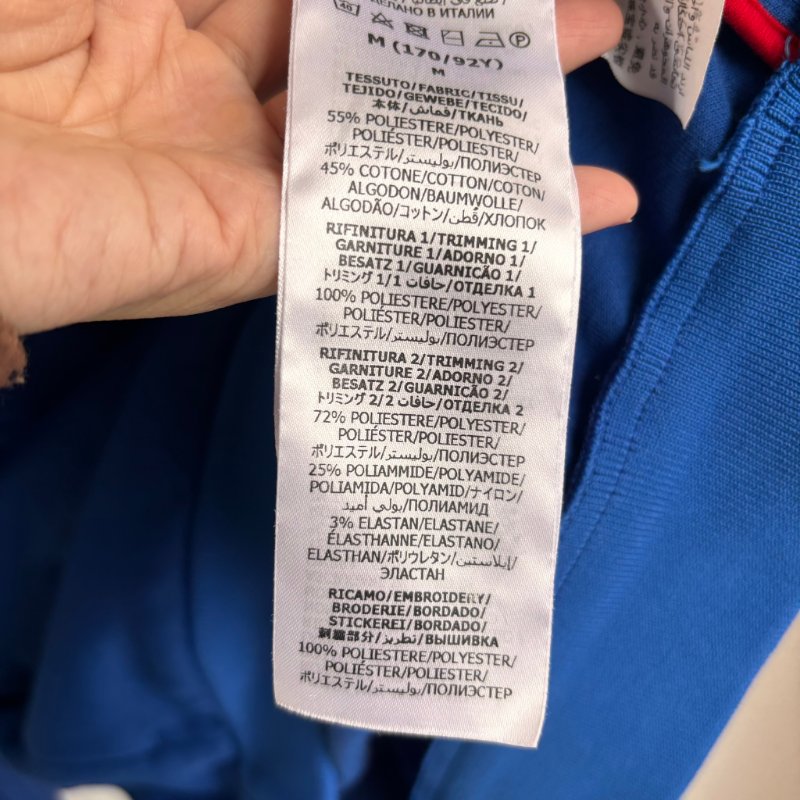 DELANO В ИТАЛИИ
40
P
M (170/92Y)
M
TESSUTO/FABRIC/TISSU/
TEJIDO/GEWEBE/TECIDO/
本体/قماش/ТКАНЬ
55% POLIESTERE/POLYESTER/
POLIÉSTER/POLIESTER/
ポリエステル/بوليستر/ПОЛИЭСТЕР
45% COTONE/COTTON/COTON/
ALGODON/BAUMWOLLE/
ALGODÃO/コットン/قطن/ХЛОПОК
RIFINITURA 1/TRIMMING 1/
GARNITURE 1/ADORNO 1/
BESATZ 1/GUARNICÃO 1/
トリミング 1/حافات 1/ОТДЕЛКА 1
100% POLIESTERE/POLYESTER/
POLIÉSTER/POLIESTER/
ポリエステル/بوليستر/ПОЛИЭСТЕР
RIFINITURA 2/TRIMMING 2/
GARNITURE 2/ADORNO 2/
BESATZ 2/GUARNICÃO 2/
トリミング 2/حافات 2/ОТДЕЛКА 2
72% POLIESTERE/POLYESTER/
POLIÉSTER/POLIESTER/
ポリエステル/بوليستر/ПОЛИЭСТЕР
25% POLIAMMIDE/POLYAMIDE/
POLIAMIDA/POLYAMID/ナイロン/
بولي أميد/ПОЛИАМИД
3% ELASTAN/ELASTANE/
ÉLASTHANNE/ELASTANO/
ELASTHAN/ポリウレタン/إيلاستين/
ЭЛАСТАН
RICAMO/EMBROIDERY/
BRODERIE/BORDADO/
STICKEREI/BORDADO/
刺繍部分/تطريز/ВЫШИВКА
100% POLIESTERE/POLYESTER/
POLIÉSTER/POLIESTER/
ポリエステル/بوليستر/ПОЛИЭСТЕР